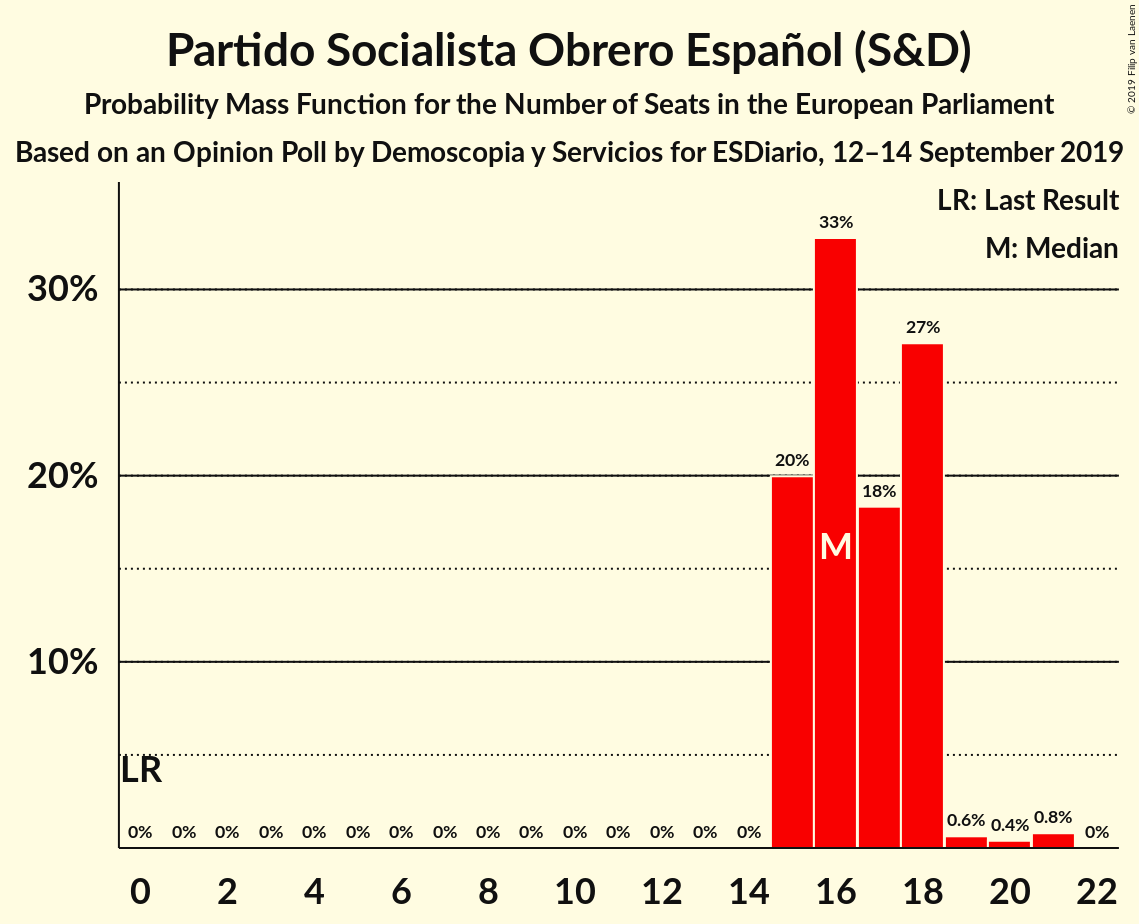 Partido Socialista Obrero Español (S&D)
Probability Mass Function for the Number of Seats in the European Parliament
Based on an Opinion Poll by Demoscopia y Servicios for ESDiario, 12–14 September 2019
© 2019 Filip van Laenen
LR: Last Result
M: Median
33%
30%
27%
20%
20%
18%
M
10%
LR
0% 0% 0% 0% 0% 0% 0% 0% 0% 0% 0% 0% 0% 0% 0% 0.6% 0.4% 0.8% 0%
0 2 4 6 8 10 12 14 16 18 20 22